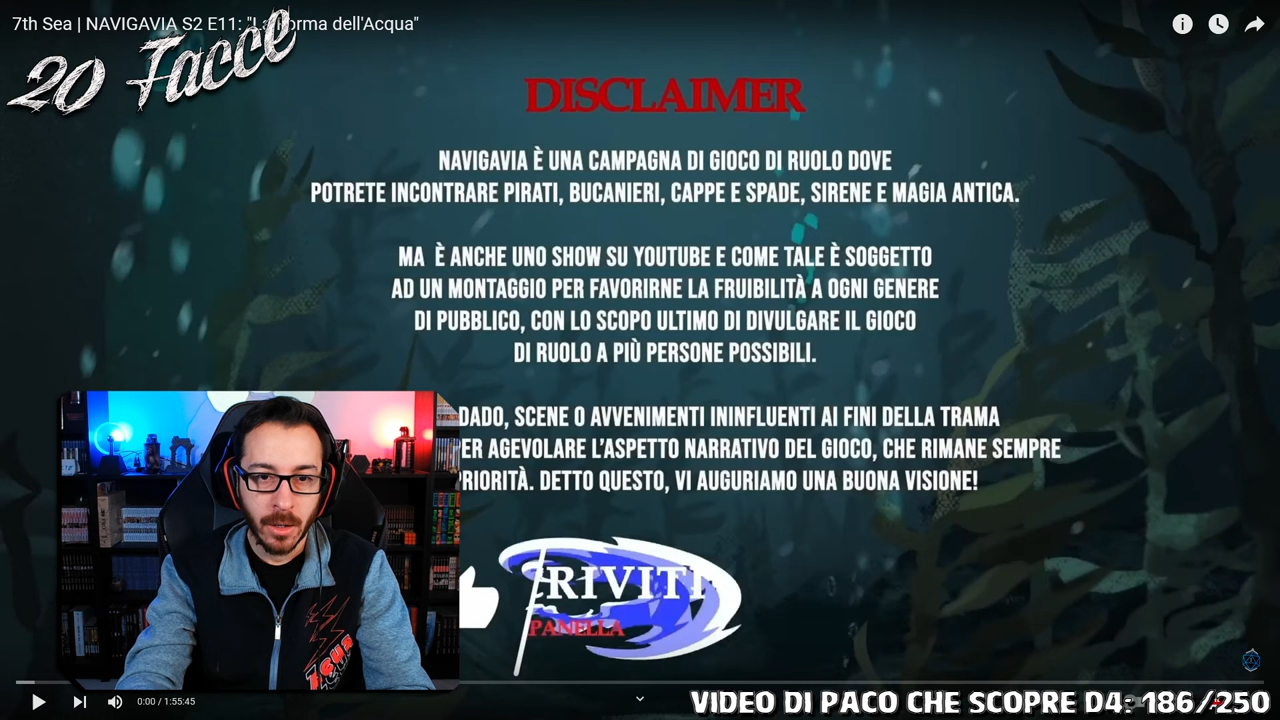 7th Sea | NAVIGAVIA S2 E11: "La Forma dell'Acqua"
20 Facce
DISCLAIMER
NAVIGAVIA È UNA CAMPAGNA DI GIOCO DI RUOLO DOVE
POTRETE INCONTRARE PIRATI, BUCANIERI, CAPPE E SPADE, SIRENE E MAGIA ANTICA.
MA È ANCHE UNO SHOW SU YOUTUBE E COME TALE È SOGGETTO
AD UN MONTAGGIO PER FAVORIRNE LA FRUIBILITÀ A OGNI GENERE
DI PUBBLICO, CON LO SCOPO ULTIMO DI DIVULGARE IL GIOCO
DI RUOLO A PIÙ PERSONE POSSIBILI.
DADO, SCENE O AVVENIMENTI ININFLUENTI AI FINI DELLA TRAMA
ER AGEVOLARE L'ASPETTO NARRATIVO DEL GIOCO, CHE RIMANE SEMPRE
RIORITÀ. DETTO QUESTO, VI AUGURIAMO UNA BUONA VISIONE!
RIVITI
PANELLA
0:00 / 1:55:45
VIDEO DI PACO CHE SCOPRE D4: 186/250